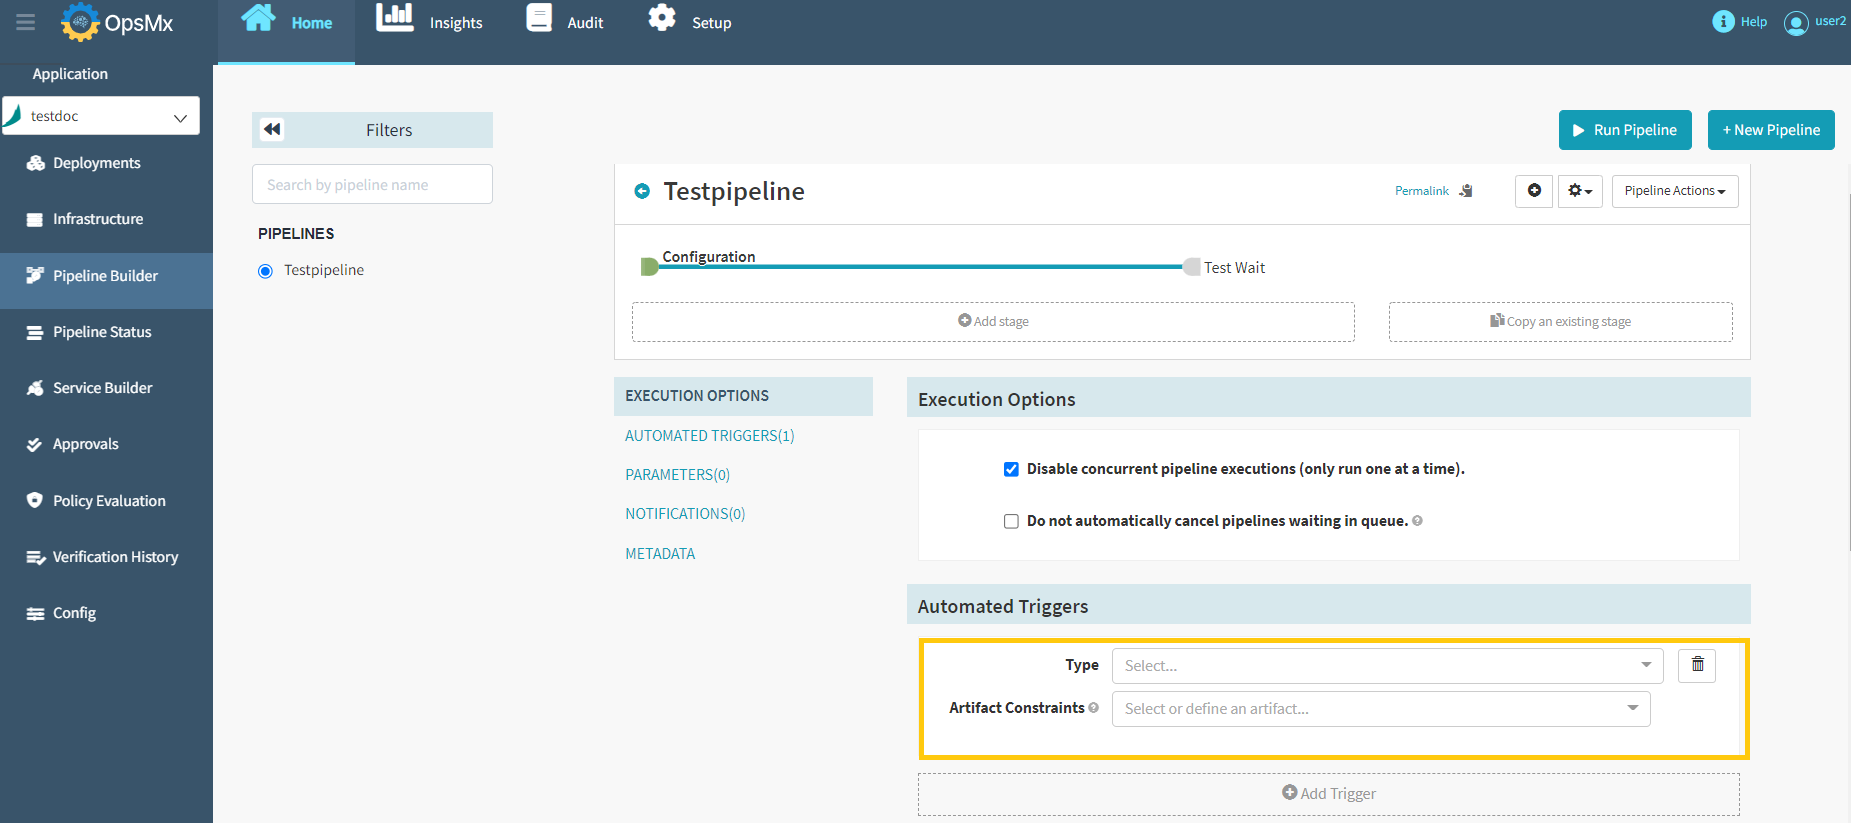 OpsMx
Home
Insights
Audit
Setup
Help
user2
Application
testdoc
Deployments
Infrastructure
Pipeline Builder
Pipeline Status
Service Builder
Approvals
Policy Evaluation
Verification History
Config
Filters
Search by pipeline name
PIPELINES
Testpipeline
Run Pipeline
+ New Pipeline
Testpipeline
Permalink
Pipeline Actions
Configuration
Test Wait
Add stage
Copy an existing stage
EXECUTION OPTIONS
AUTOMATED TRIGGERS(1)
PARAMETERS(0)
NOTIFICATIONS(0)
METADATA
Execution Options
Disable concurrent pipeline executions (only run one at a time).
Do not automatically cancel pipelines waiting in queue.
Automated Triggers
Type
Select...
Artifact Constraints
Select or define an artifact...
Add Trigger